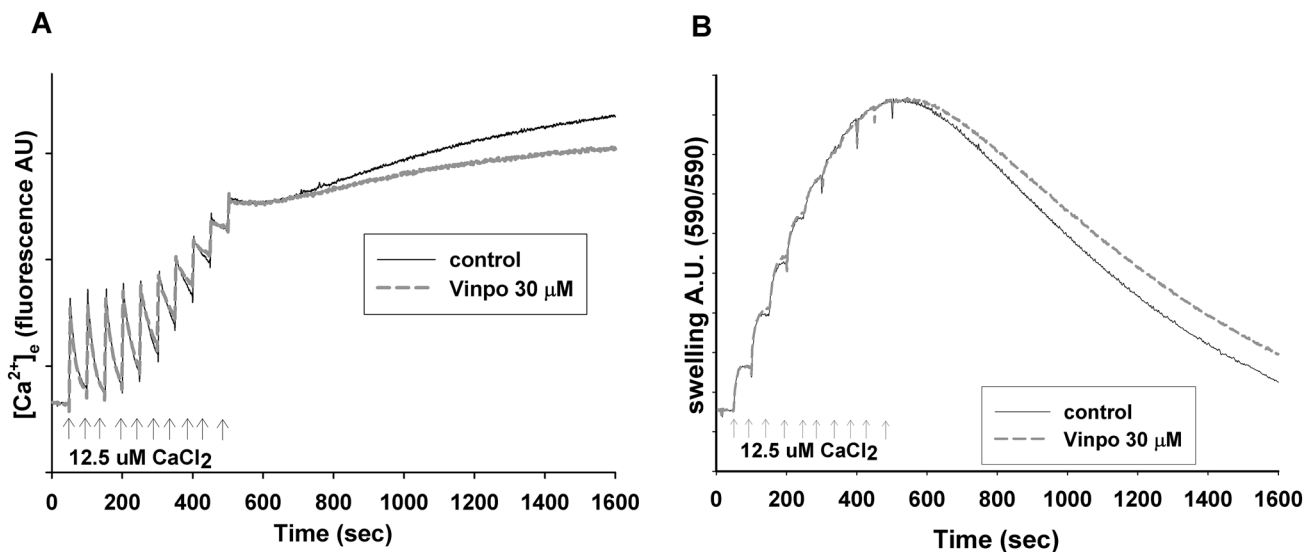 A
[Ca²⁺]ₑ (fluorescence AU)
control
Vinpo 30 μM
12.5 uM CaCl₂
0 200 400 600 800 1000 1200 1400 1600
Time (sec)
B
swelling A.U. (590/590)
control
Vinpo 30 μM
12.5 uM CaCl₂
0 200 400 600 800 1000 1200 1400 1600
Time (sec)